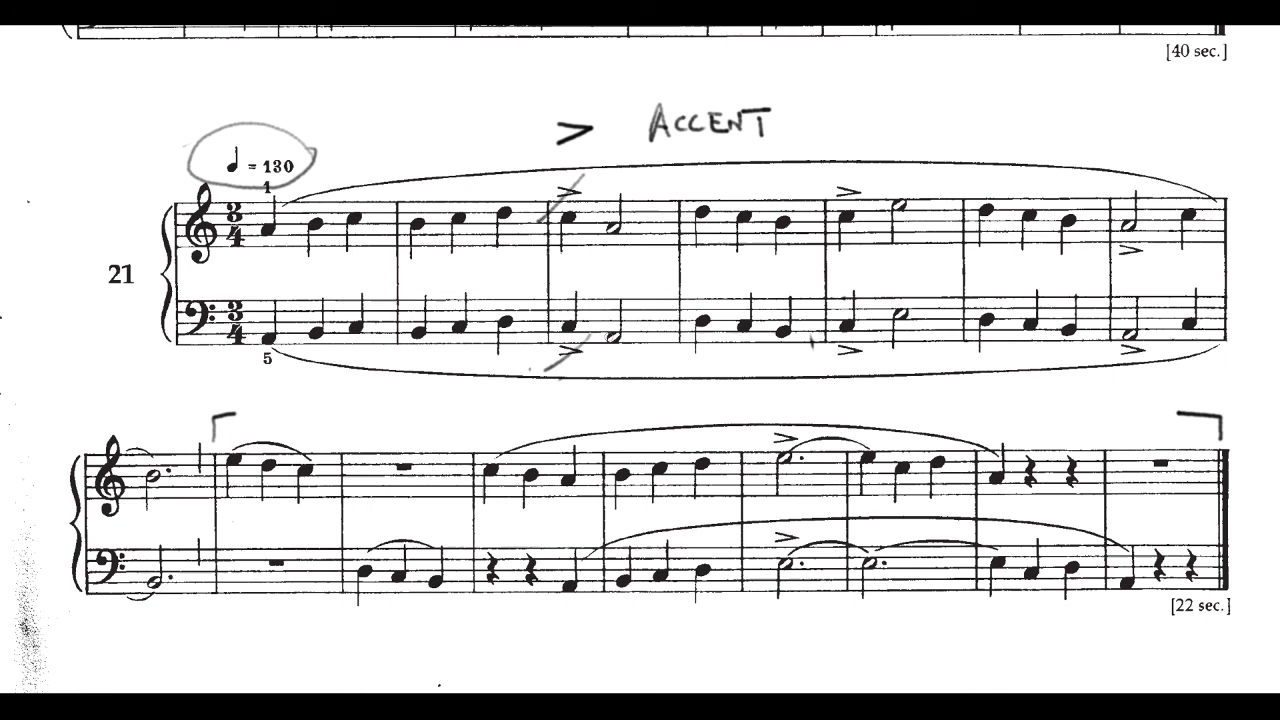 [40 sec.]
> ACCENT
♩ = 130
1
3
4
21
3
4
5
[22 sec.]